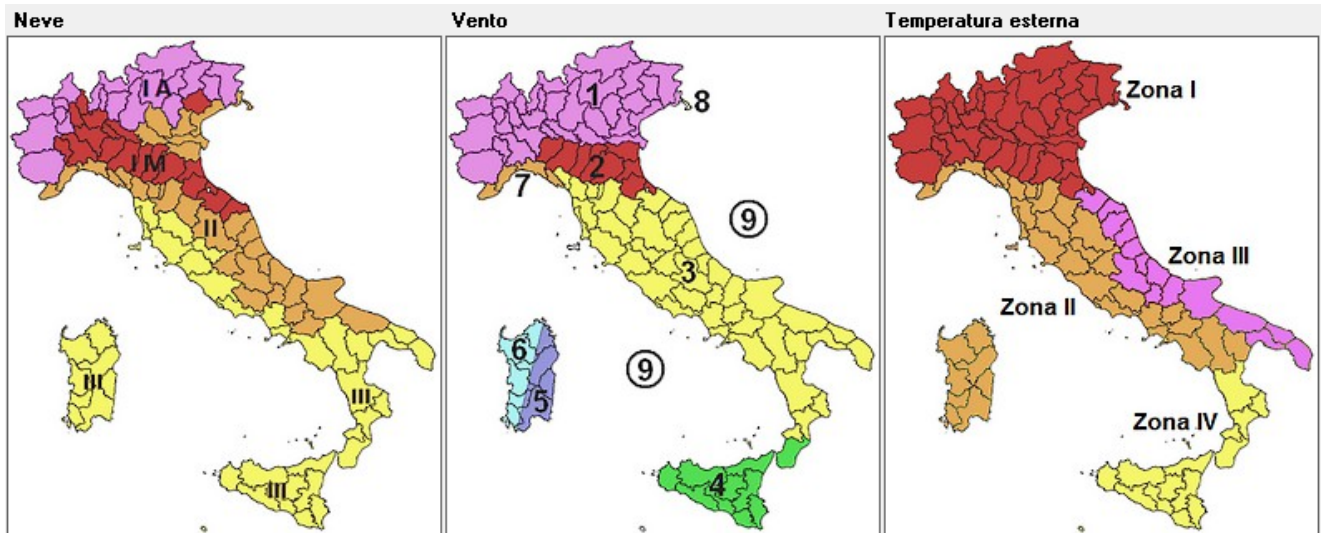 Neve
Vento
Temperatura esterna
I A
I M
II
III
III
III
1
8
2
7
9
3
6
5
9
4
Zona I
Zona III
Zona II
Zona IV